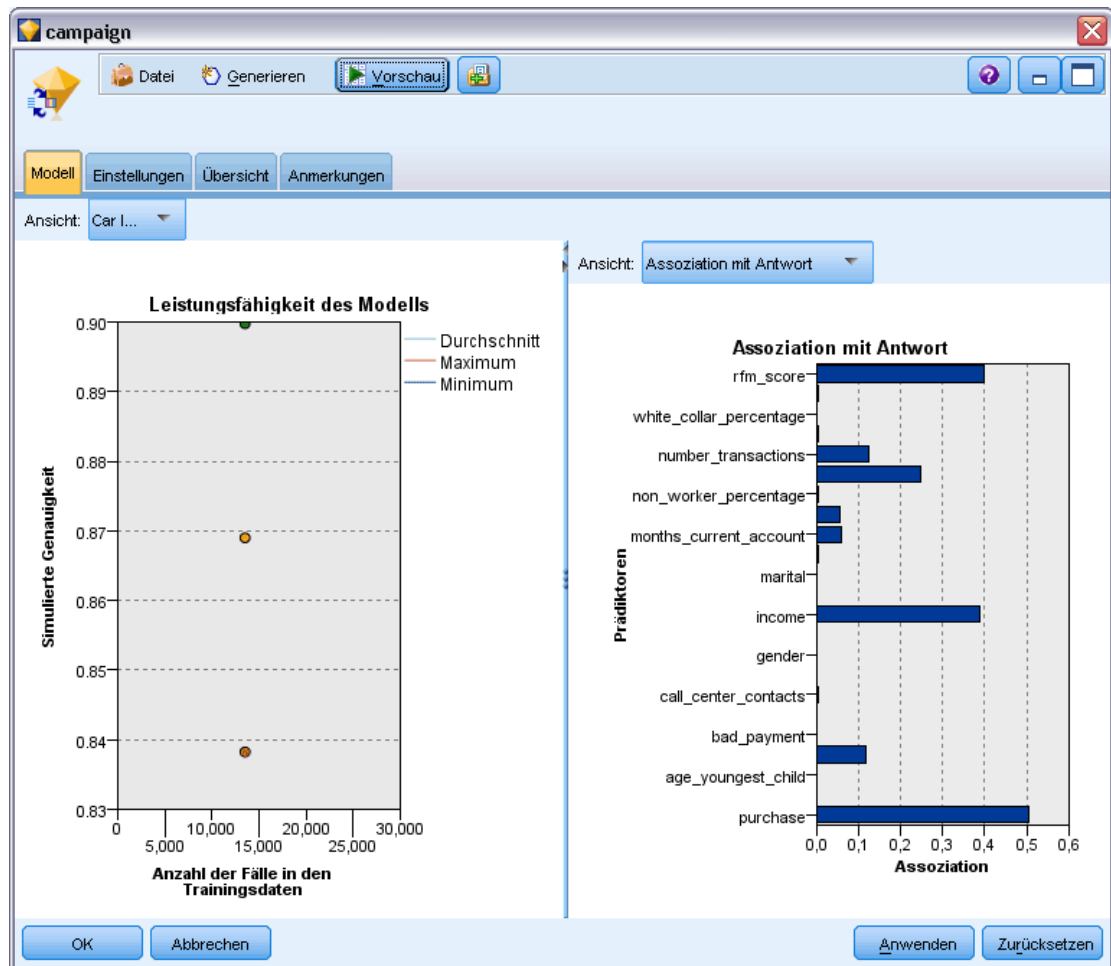 campaign
Datei Generieren Vorschau
Modell Einstellungen Übersicht Anmerkungen
Ansicht: Car I...
Leistungsfähigkeit des Modells
0.90
0.89
0.88
0.87
0.86
0.85
0.84
0.83
Simulierte Genauigkeit
0 10,000 20,000 30,000
5,000 15,000 25,000
Anzahl der Fälle in den
Trainingsdaten
Durchschnitt
Maximum
Minimum
Ansicht: Assoziation mit Antwort
Assoziation mit Antwort
Prädiktoren
rfm_score
white_collar_percentage
number_transactions
non_worker_percentage
months_current_account
marital
income
gender
call_center_contacts
bad_payment
age_youngest_child
purchase
0,0 0,1 0,2 0,3 0,4 0,5 0,6
Assoziation
OK Abbrechen Anwenden Zurücksetzen